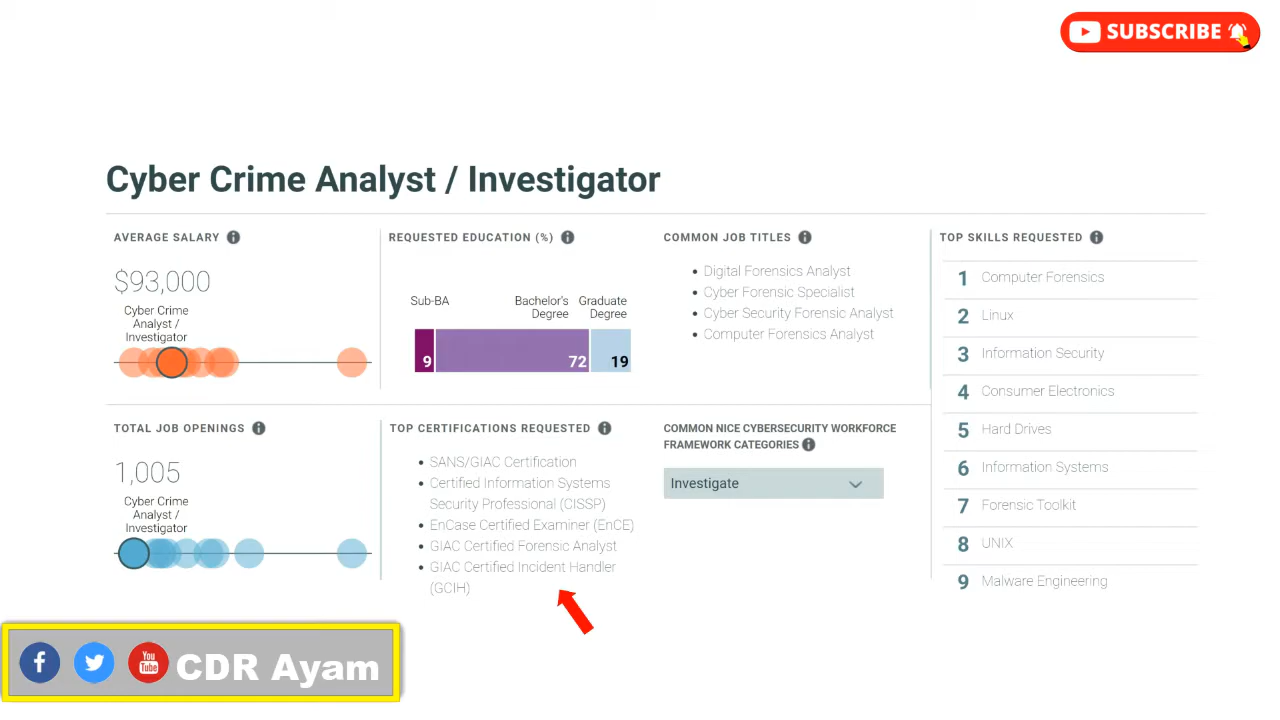 SUBSCRIBE
Cyber Crime Analyst / Investigator
AVERAGE SALARY
$93,000
Cyber Crime
Analyst /
Investigator
REQUESTED EDUCATION (%)
Sub-BA
Bachelor's
Degree
Graduate
Degree
9
72
19
COMMON JOB TITLES
Digital Forensics Analyst
Cyber Forensic Specialist
Cyber Security Forensic Analyst
Computer Forensics Analyst
TOTAL JOB OPENINGS
1,005
Cyber Crime
Analyst /
Investigator
TOP CERTIFICATIONS REQUESTED
SANS/GIAC Certification
Certified Information Systems
Security Professional (CISSP)
EnCase Certified Examiner (EnCE)
GIAC Certified Forensic Analyst
GIAC Certified Incident Handler
(GCIH)
COMMON NICE CYBERSECURITY WORKFORCE
FRAMEWORK CATEGORIES
Investigate
TOP SKILLS REQUESTED
1 Computer Forensics
2 Linux
3 Information Security
4 Consumer Electronics
5 Hard Drives
6 Information Systems
7 Forensic Toolkit
8 UNIX
9 Malware Engineering
You
Tube
CDR Ayam